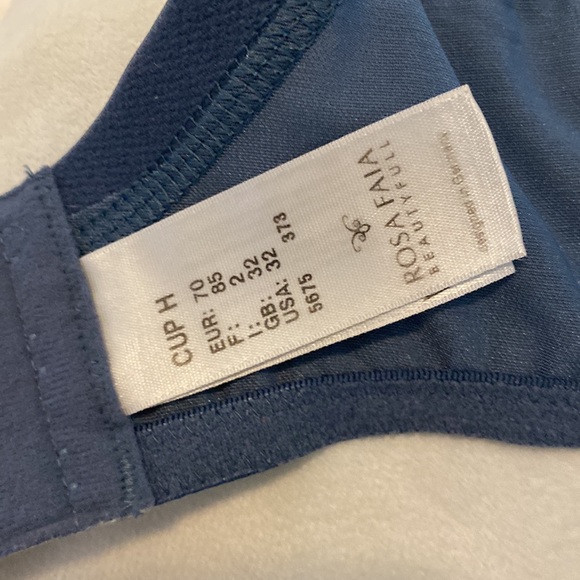 CUP H
EUR: 70
F: 85
I: 2
GB: 32
USA: 32
5675 373
ROSA FAIA
BEAUTYFULL
designed in Germany